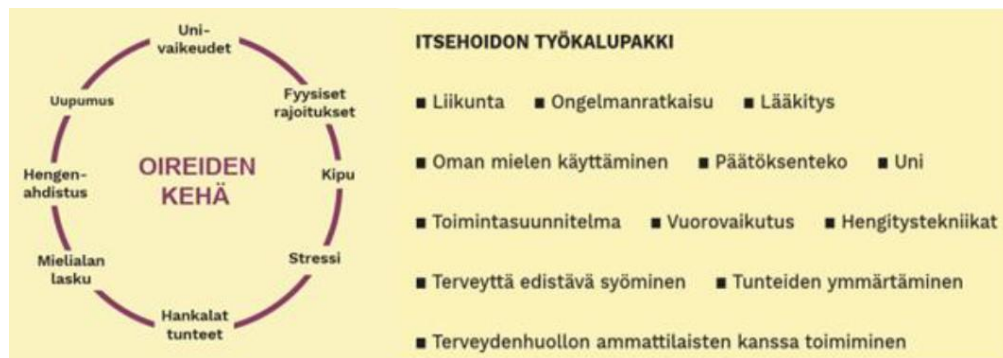 Uni-
vaikeudet
Fyysiset
rajoitukset
Kipu
Stressi
Hankalat
tunteet
Mielialan
lasku
Hengen-
ahdistus
Uupumus
OIREIDEN
KEHÄ
ITSEHOIDON TYÖKALUPAKKI
■ Liikunta ■ Ongelmanratkaisu ■ Lääkitys
■ Oman mielen käyttäminen ■ Päätöksenteko ■ Uni
■ Toimintasuunnitelma ■ Vuorovaikutus ■ Hengitystekniikat
■ Terveyttä edistävä syöminen ■ Tunteiden ymmärtäminen
■ Terveydenhuollon ammattilaisten kanssa toimiminen